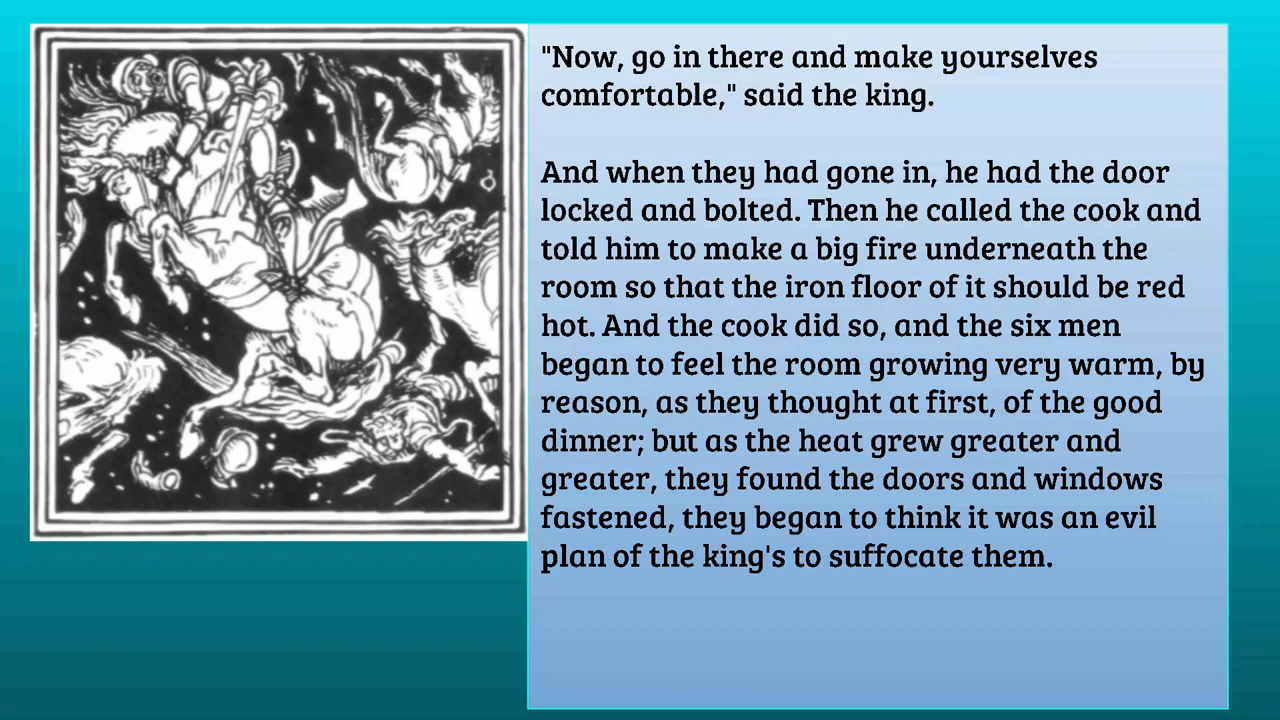 "Now, go in there and make yourselves
comfortable," said the king.
And when they had gone in, he had the door
locked and bolted. Then he called the cook and
told him to make a big fire underneath the
room so that the iron floor of it should be red
hot. And the cook did so, and the six men
began to feel the room growing very warm, by
reason, as they thought at first, of the good
dinner; but as the heat grew greater and
greater, they found the doors and windows
fastened, they began to think it was an evil
plan of the king's to suffocate them.